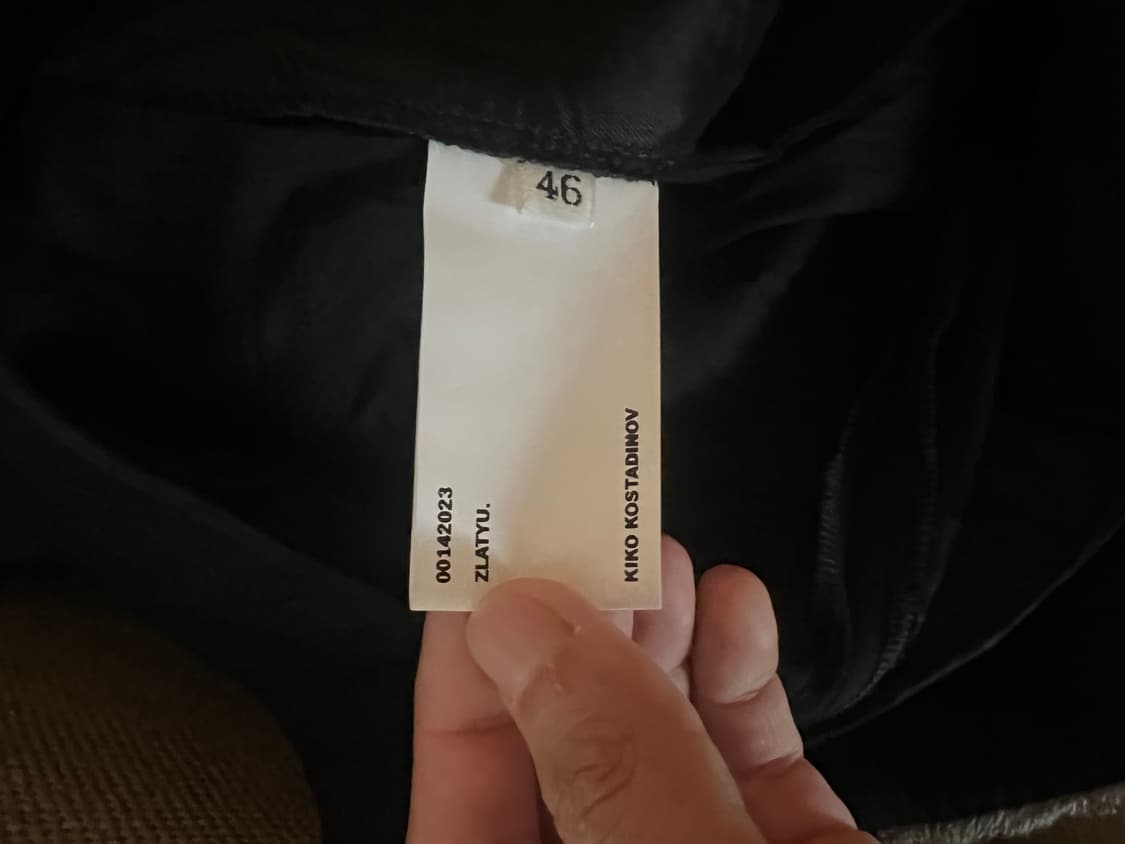 46
00142023
ZLATYU.
KIKO KOSTADINOV